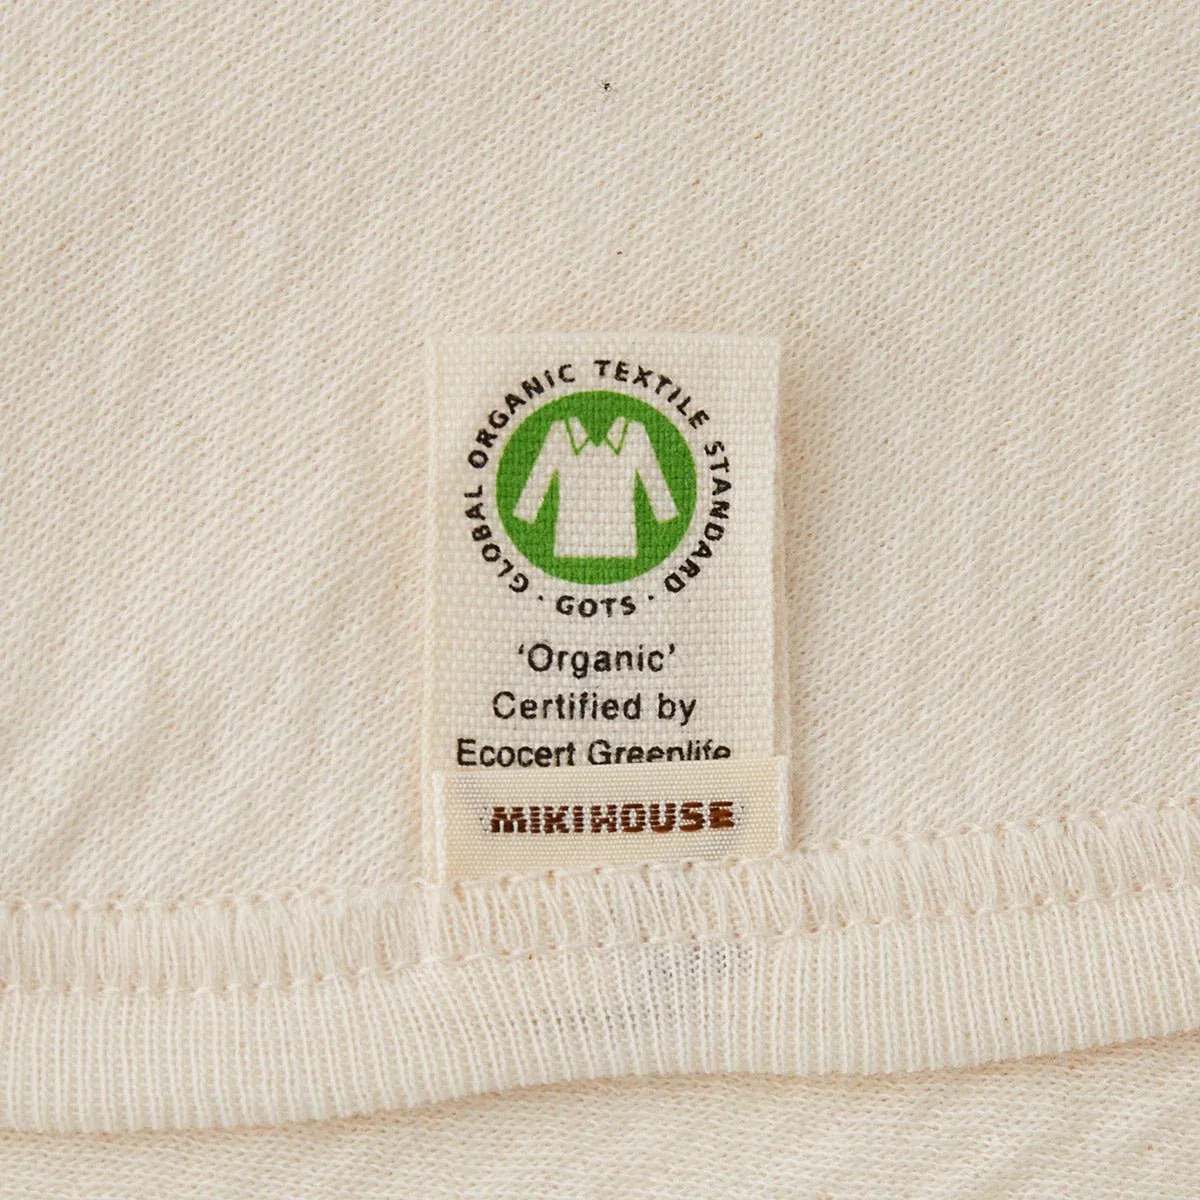 GLOBAL ORGANIC TEXTILE STANDARD
· GOTS ·
‘Organic’
Certified by
Ecocert Greenlife
MIKIHOUSE